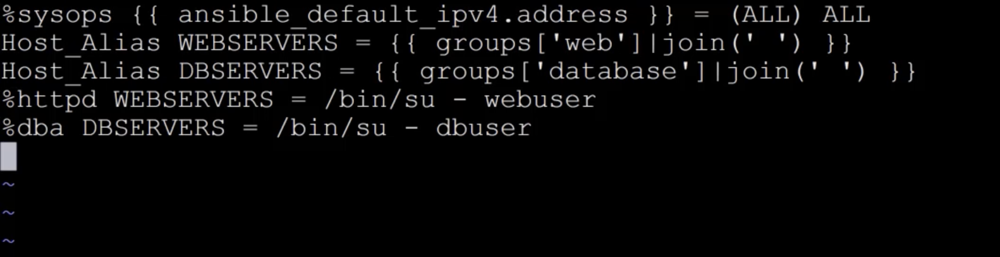 %sysops {{ ansible_default_ipv4.address }} = (ALL) ALL
Host_Alias WEBSERVERS = {{ groups['web']|join(' ') }}
Host_Alias DBSERVERS = {{ groups['database']|join(' ') }}
%httpd WEBSERVERS = /bin/su - webuser
%dba DBSERVERS = /bin/su - dbuser
~
~
~